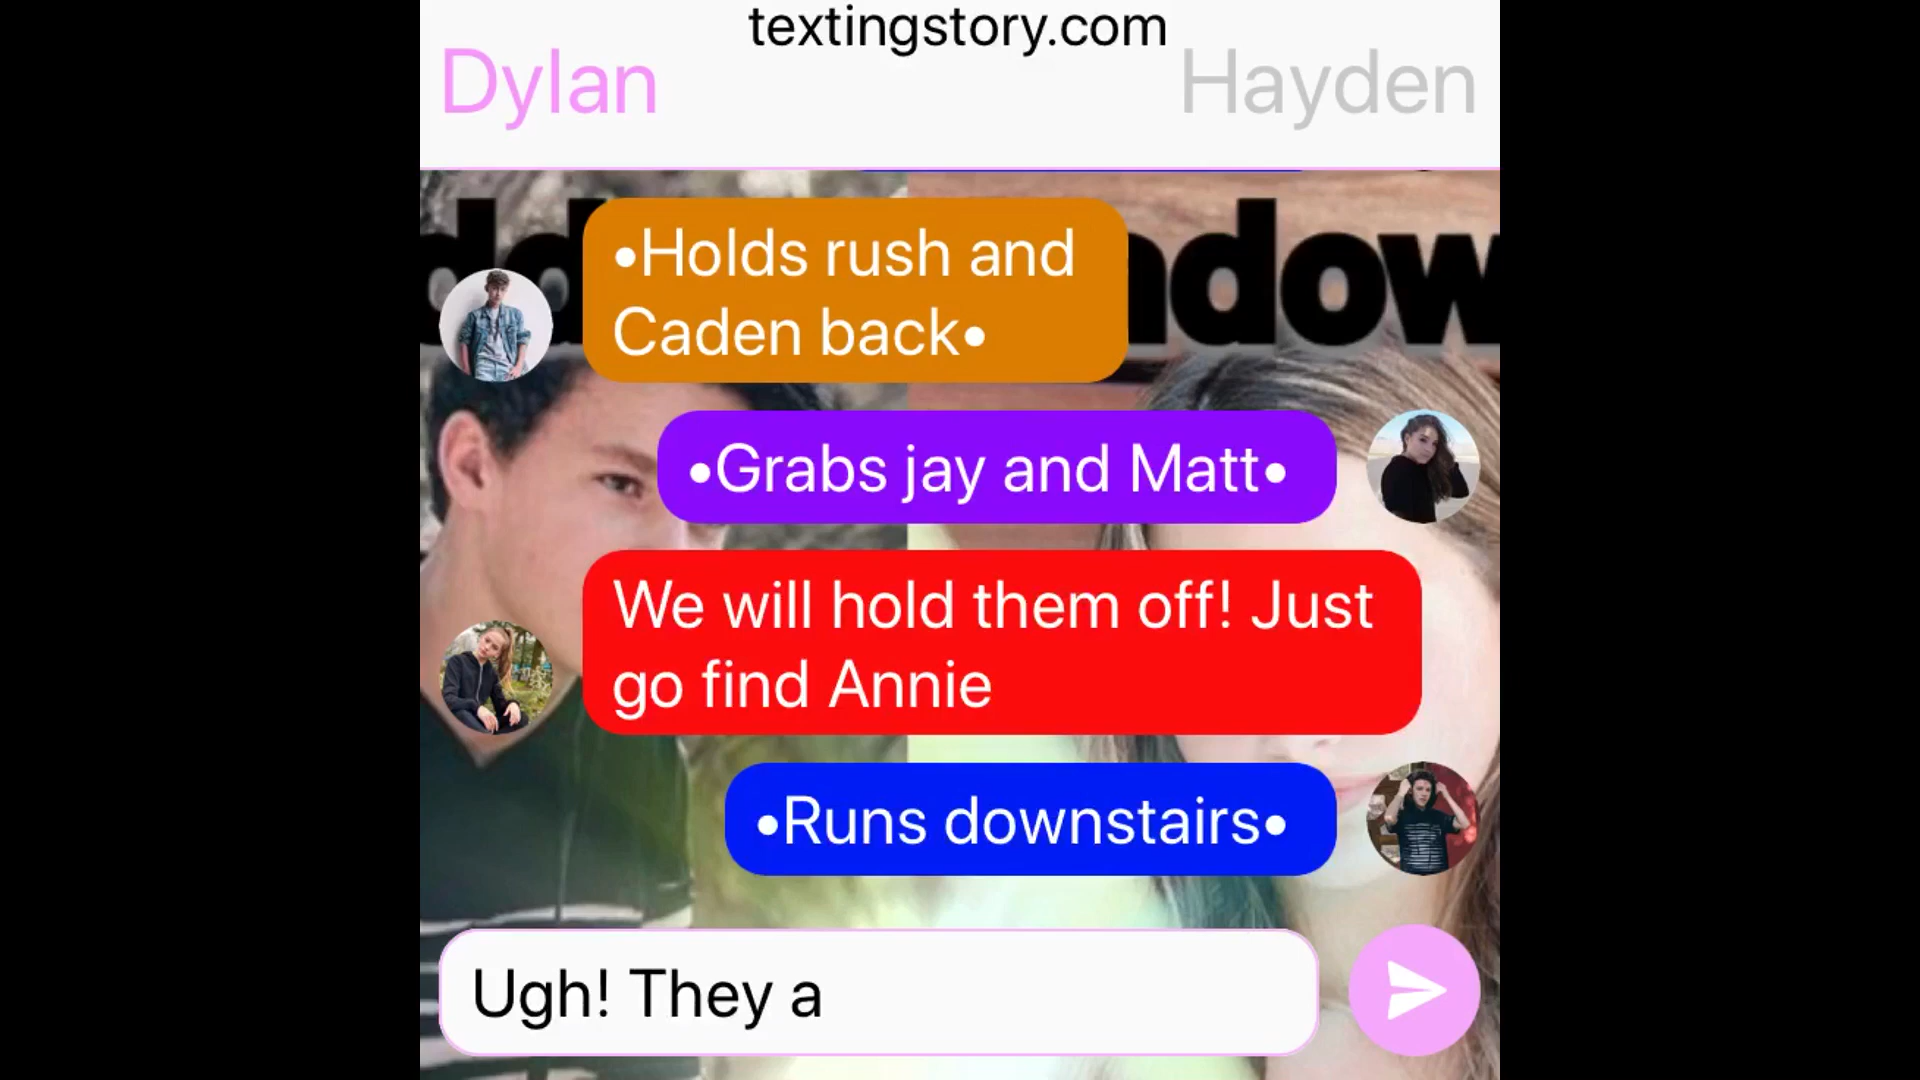 textingstory.com
Dylan
Hayden
•Holds rush and
Caden back•
•Grabs jay and Matt•
We will hold them off! Just
go find Annie
•Runs downstairs•
Ugh! They a